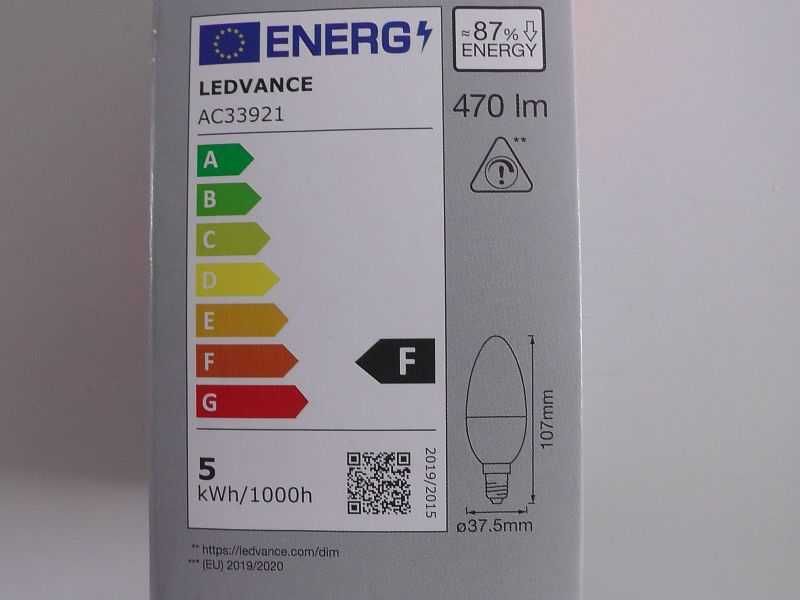 ENERG
LEDVANCE
AC33921
A
B
C
D
E
F
G
F
5
kWh/1000h
2019/2015
≈87%
ENERGY
470 lm
**
107mm
ø37.5mm
** https://ledvance.com/dim
*** (EU) 2019/2020